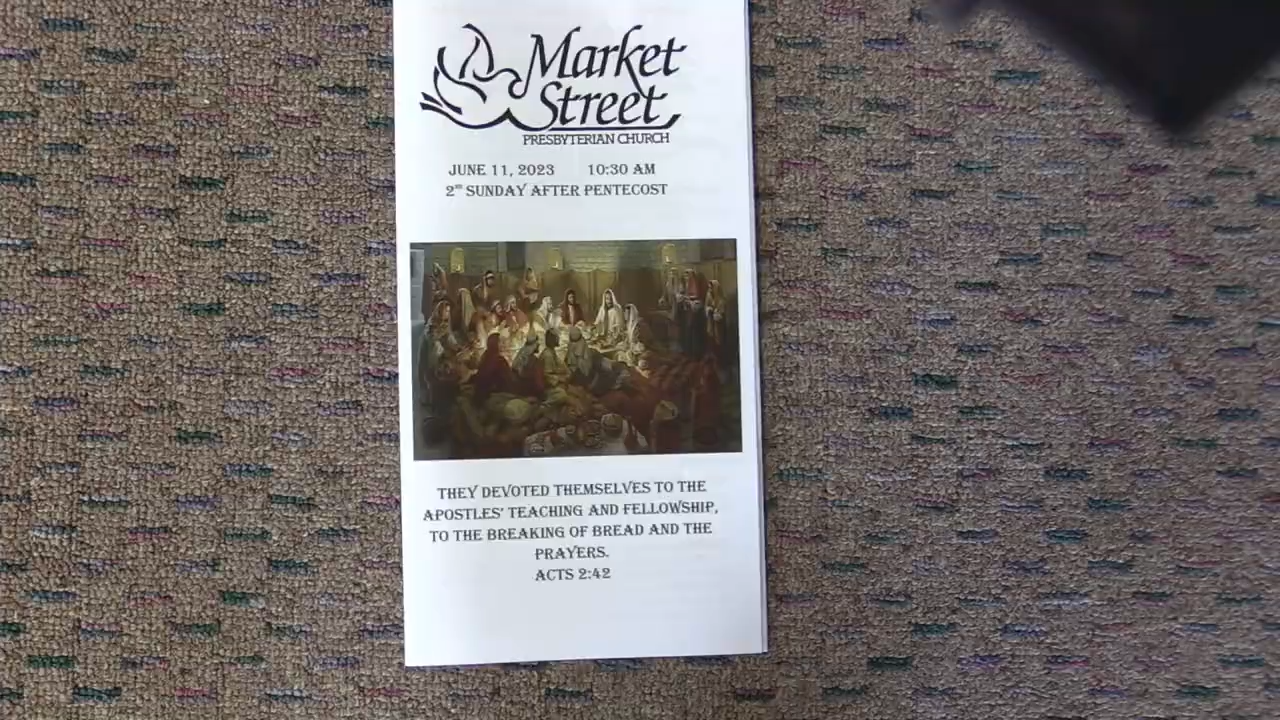 Market
Street
PRESBYTERIAN CHURCH
JUNE 11, 2023 10:30 AM
2ND SUNDAY AFTER PENTECOST
THEY DEVOTED THEMSELVES TO THE
APOSTLES' TEACHING AND FELLOWSHIP,
TO THE BREAKING OF BREAD AND THE
PRAYERS.
ACTS 2:42